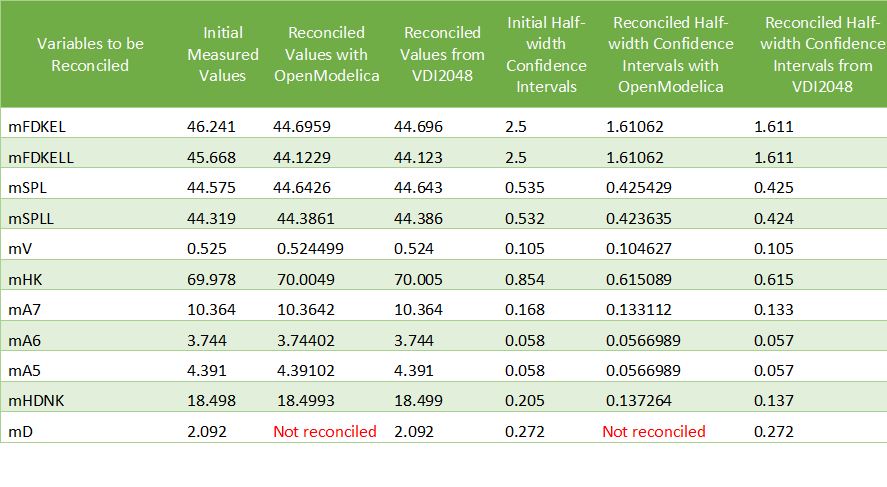 Variables to be Reconciled | Initial Measured Values | Reconciled Values with OpenModelica | Reconciled Values from VDI2048 | Initial Half-width Confidence Intervals | Reconciled Half-width Confidence Intervals with OpenModelica | Reconciled Half-width Confidence Intervals from VDI2048
mFDKEL 46.241 44.6959 44.696 2.5 1.61062 1.611
mFDKELL 45.668 44.1229 44.123 2.5 1.61062 1.611
mSPL 44.575 44.6426 44.643 0.535 0.425429 0.425
mSPLL 44.319 44.3861 44.386 0.532 0.423635 0.424
mV 0.525 0.524499 0.524 0.105 0.104627 0.105
mHK 69.978 70.0049 70.005 0.854 0.615089 0.615
mA7 10.364 10.3642 10.364 0.168 0.133112 0.133
mA6 3.744 3.74402 3.744 0.058 0.0566989 0.057
mA5 4.391 4.39102 4.391 0.058 0.0566989 0.057
mHDNK 18.498 18.4993 18.499 0.205 0.137264 0.137
mD 2.092 Not reconciled 2.092 0.272 Not reconciled 0.272